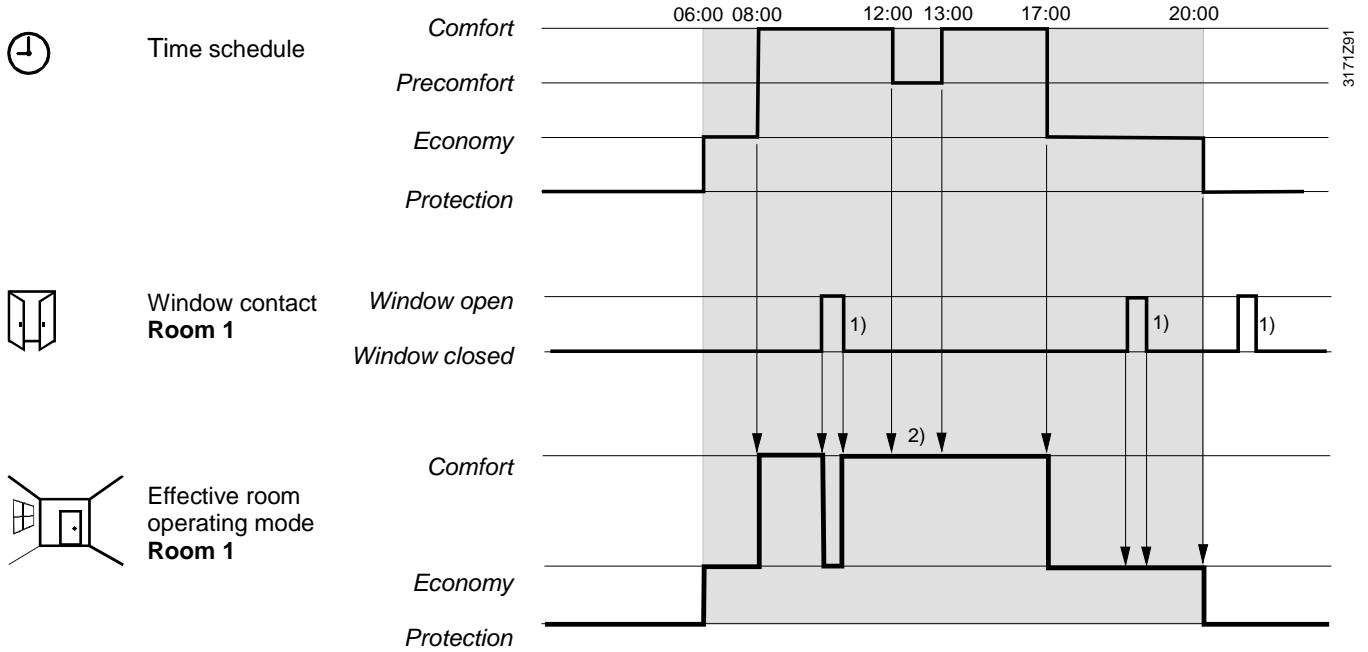 06:00 08:00 12:00 13:00 17:00 20:00
Comfort
Time schedule
Precomfort
Economy
Protection
3171Z91
Window contact
Room 1
Window open
1) 1) 1)
Window closed
2)
Comfort
Effective room
operating mode
Room 1
Economy
Protection